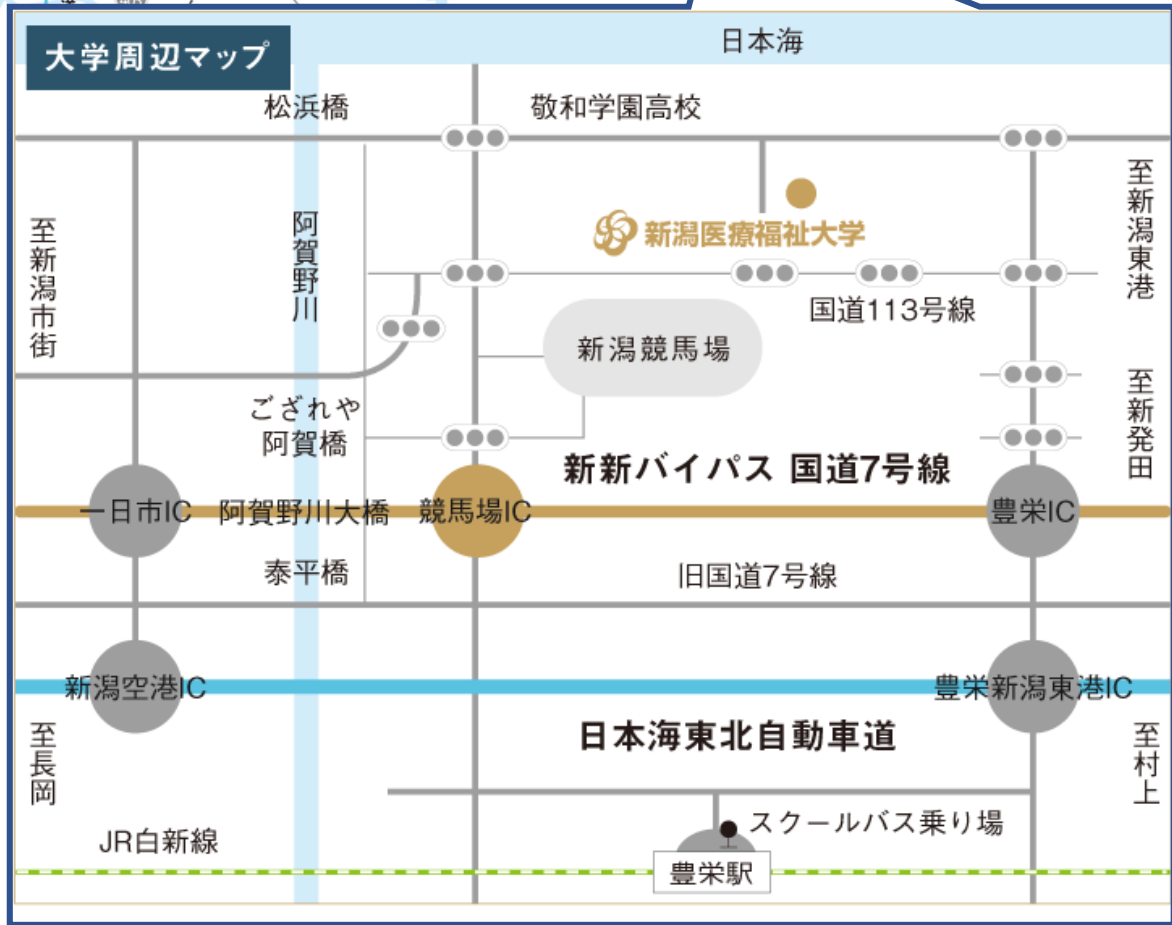 大学周辺マップ
日本海
松浜橋
敬和学園高校
至新潟市街
阿賀野川
新潟医療福祉大学
至新潟東港
国道113号線
新潟競馬場
ござれや
阿賀橋
至新発田
新新バイパス 国道7号線
一日市IC
阿賀野川大橋
競馬場IC
豊栄IC
泰平橋
旧国道7号線
新潟空港IC
豊栄新潟東港IC
至長岡
日本海東北自動車道
至村上
JR白新線
スクールバス乗り場
豊栄駅